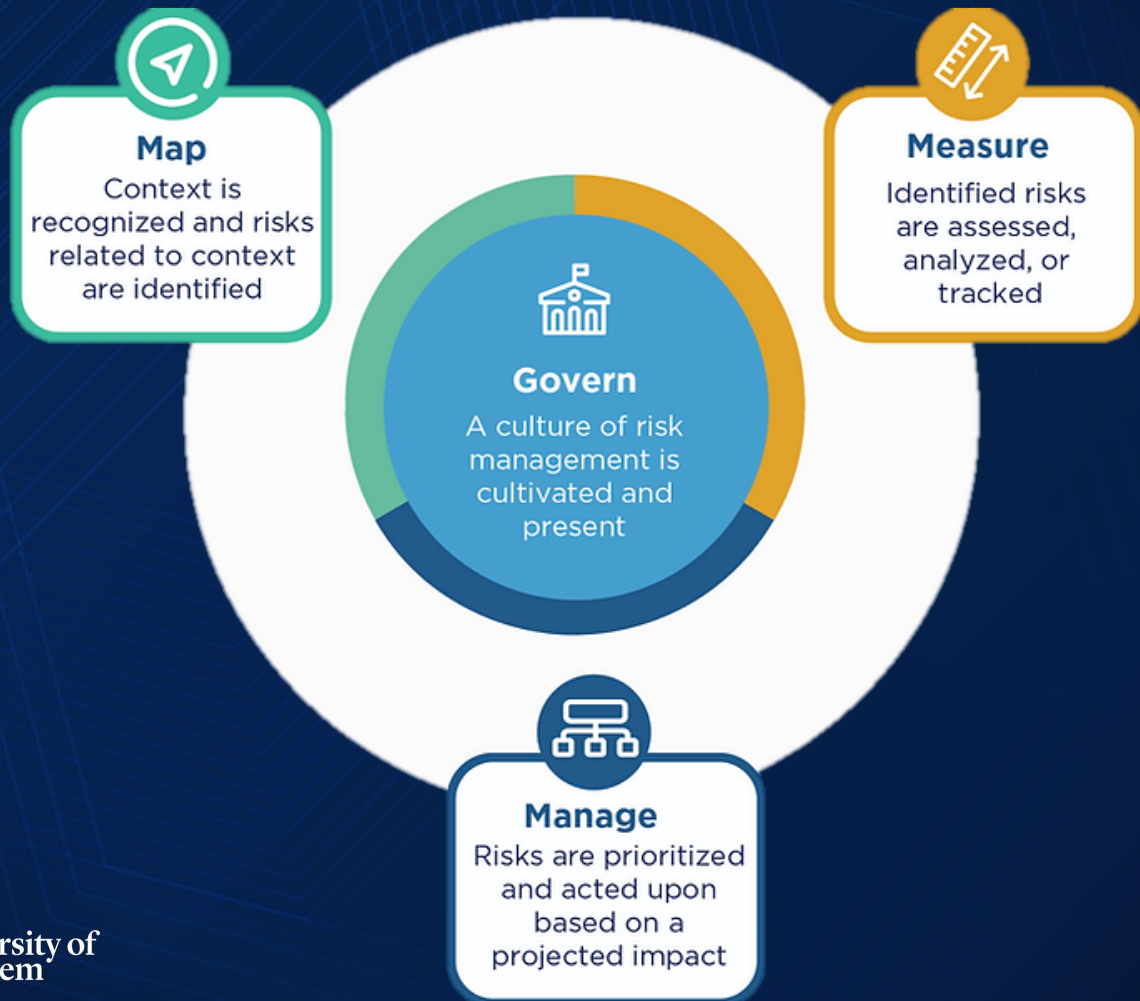 Map
Context is
recognized and risks
related to context
are identified
Measure
Identified risks
are assessed,
analyzed, or
tracked
Govern
A culture of risk
management is
cultivated and
present
Manage
Risks are prioritized
and acted upon
based on a
projected impact
of